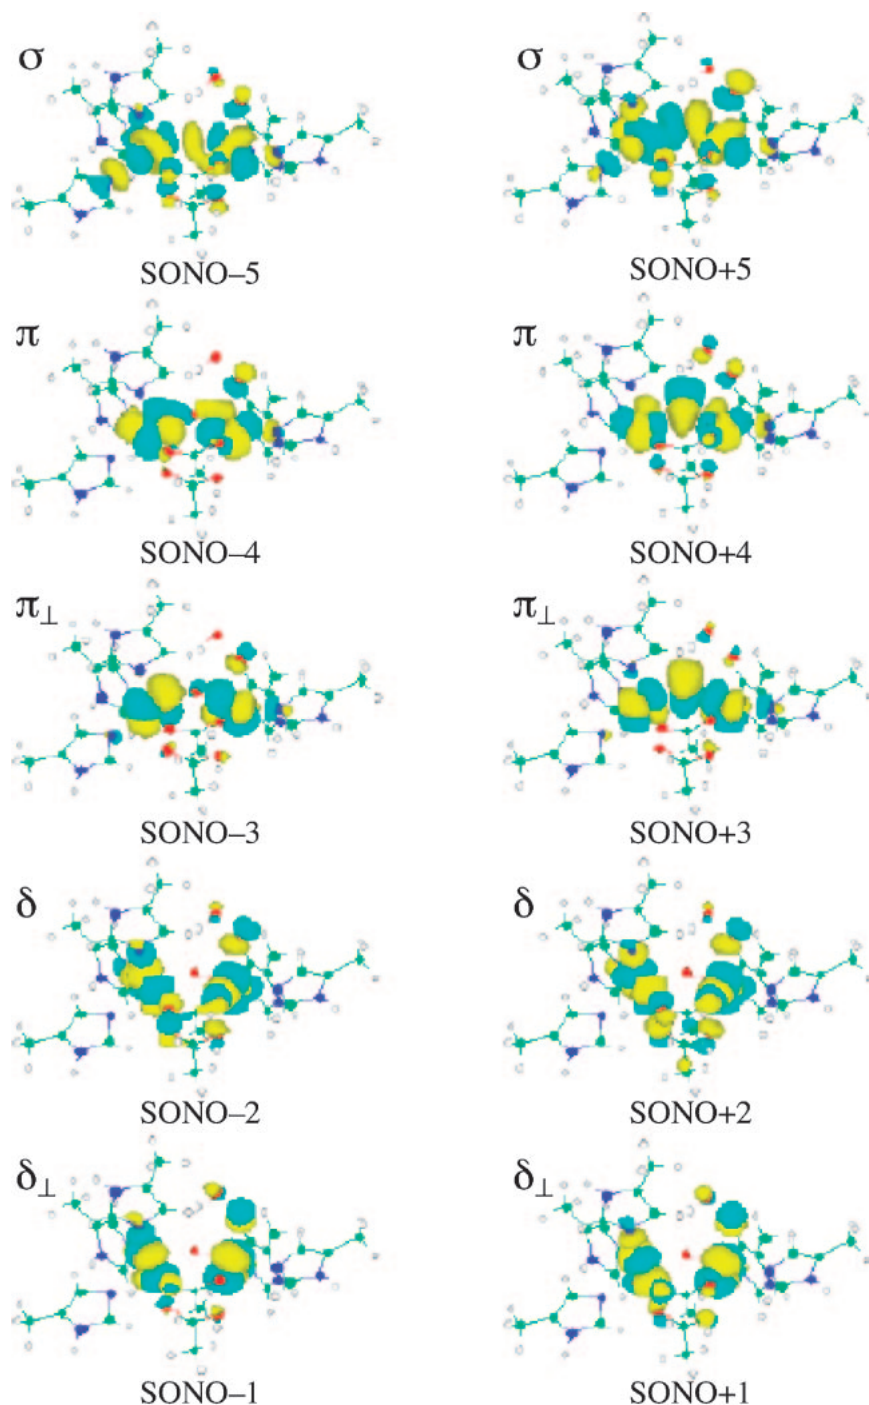 σ σ
SONO–5 SONO+5
π π
SONO–4 SONO+4
π⊥ π⊥
SONO–3 SONO+3
δ δ
SONO–2 SONO+2
δ⊥ δ⊥
SONO–1 SONO+1